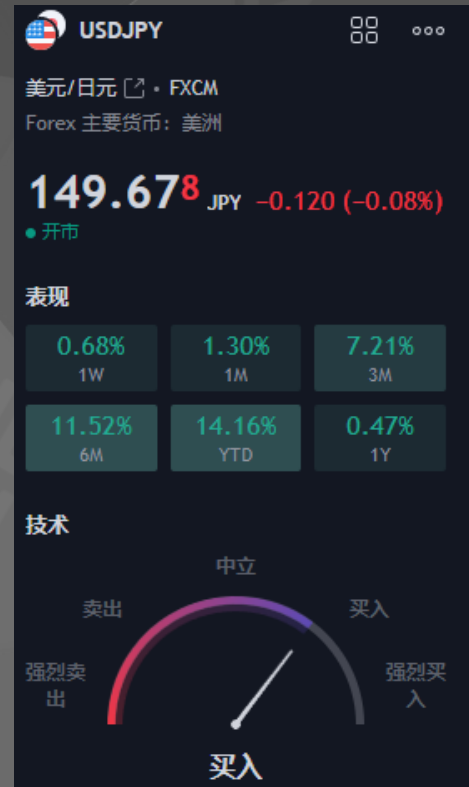 USDJPY
美元/日元 • FXCM
Forex 主要货币：美洲
149.678 JPY −0.120 (−0.08%)
开市
表现
0.68% 1.30% 7.21%
1W 1M 3M
11.52% 14.16% 0.47%
6M YTD 1Y
技术
中立
卖出 买入
强烈卖 强烈买
出 入
买入